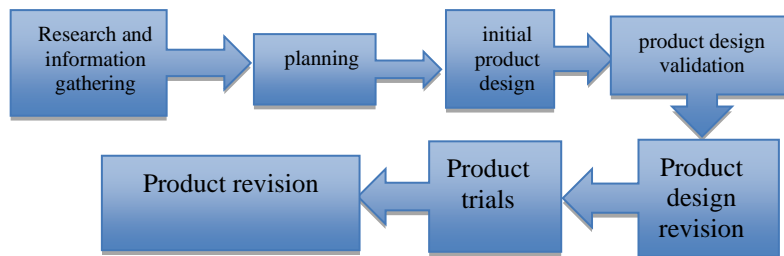 Research and
information
gathering
planning
initial
product
design
product design
validation
Product
design
revision
Product
trials
Product revision